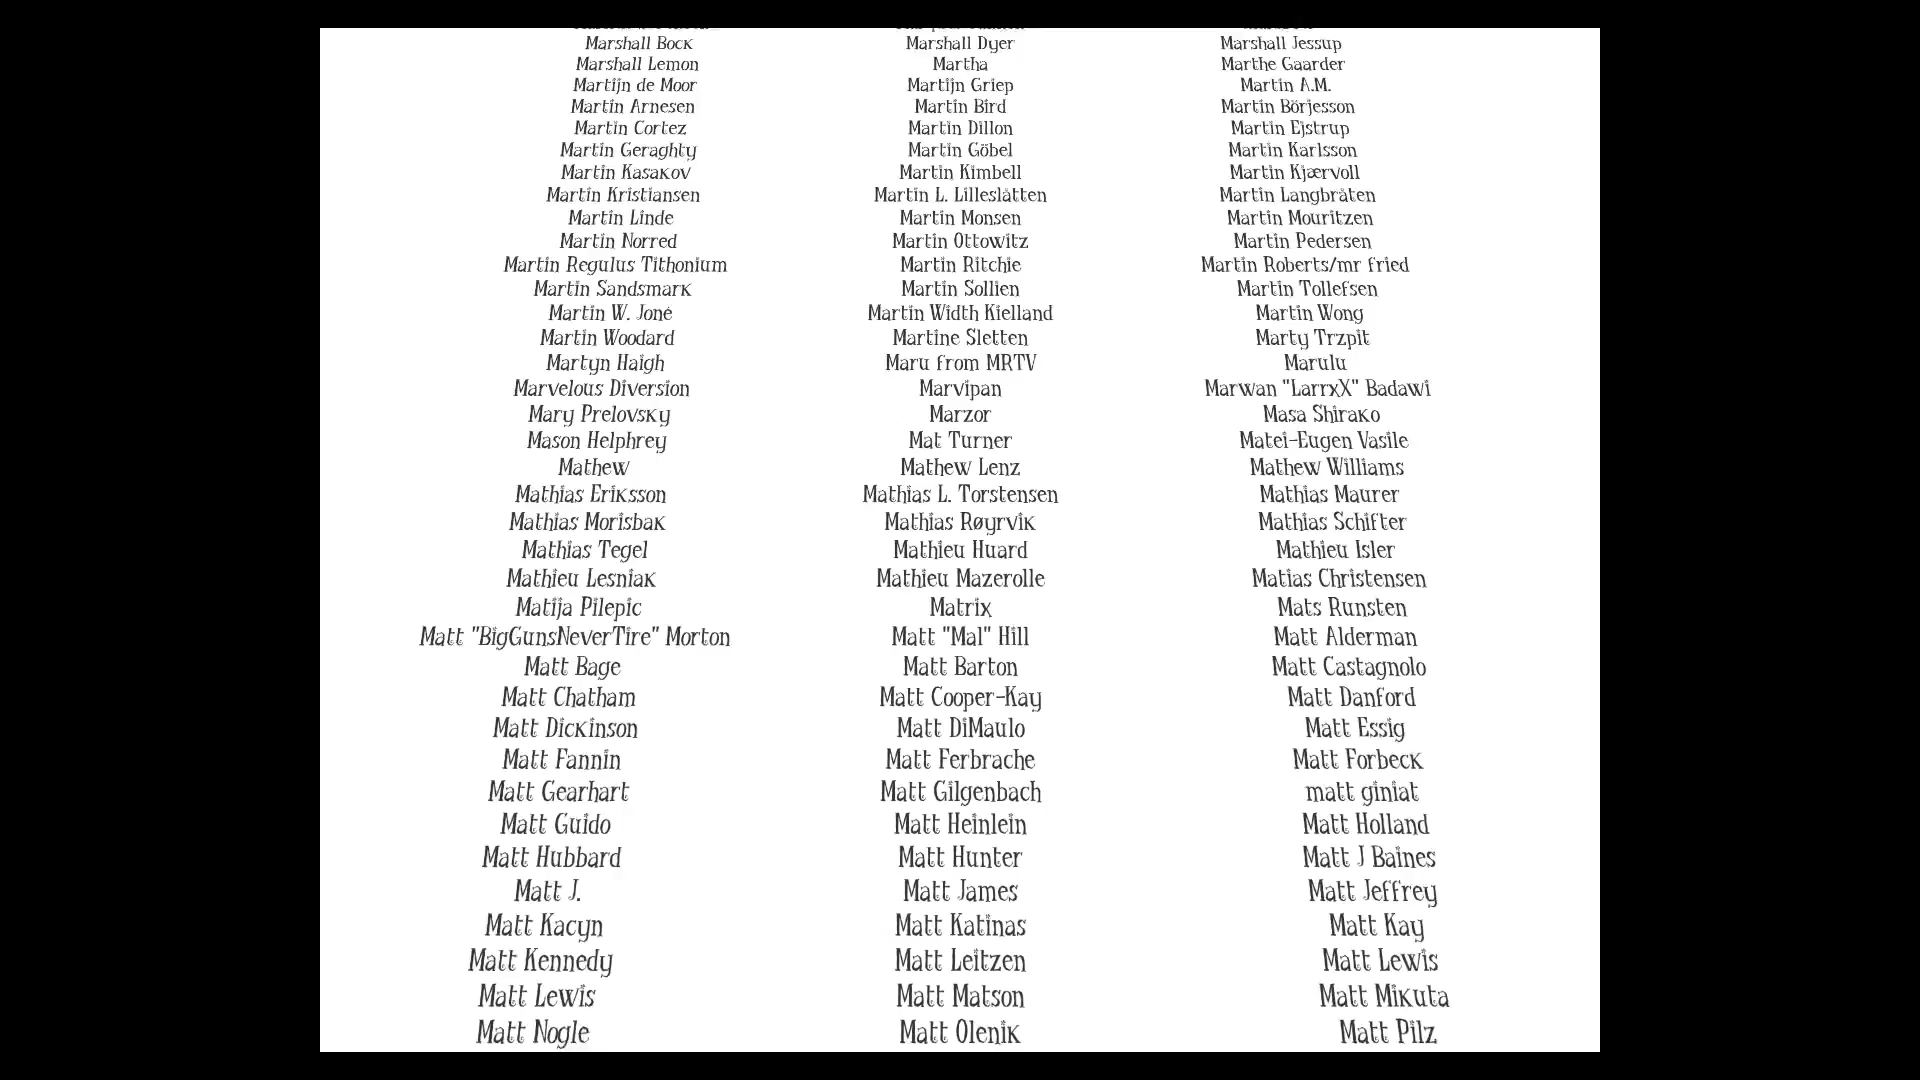 Marshall Bock Marshall Dyer Marshall Jessup
Marshall Lemon Martha Marthe Gaarder
Martijn de Moor Martijn Griep Martin A.M.
Martin Arnesen Martin Bird Martin Börjesson
Martin Cortez Martin Dillon Martin Ejstrup
Martin Geraghty Martin Göbel Martin Karlsson
Martin Kasakov Martin Kimbell Martin Kjærvoll
Martin Kristiansen Martin L. Lilleslåtten Martin Langbråten
Martin Linde Martin Monsen Martin Mouritzen
Martin Norred Martin Ottowitz Martin Pedersen
Martin Regulus Tithonium Martin Ritchie Martin Roberts/mr fried
Martin Sandsmark Martin Sollien Martin Tollefsen
Martin W. Joné Martin Width Kielland Martin Wong
Martin Woodard Martine Sletten Marty Trzpit
Martyn Haigh Maru from MRTV Marulu
Marvelous Diversion Marvipan Marwan "LarrxX" Badawi
Mary Prelovsky Marzor Masa Shirako
Mason Helphrey Mat Turner Matei-Eugen Vasile
Mathew Mathew Lenz Mathew Williams
Mathias Eriksson Mathias L. Torstensen Mathias Maurer
Mathias Morisbak Mathias Røyrvik Mathias Schifter
Mathias Tegel Mathieu Huard Mathieu Isler
Mathieu Lesniak Mathieu Mazerolle Matias Christensen
Matija Pilepic Matrix Mats Runsten
Matt "BigGunsNeverTire" Morton Matt "Mal" Hill Matt Alderman
Matt Bage Matt Barton Matt Castagnolo
Matt Chatham Matt Cooper-Kay Matt Danford
Matt Dickinson Matt DiMaulo Matt Essig
Matt Fannin Matt Ferbrache Matt Forbeck
Matt Gearhart Matt Gilgenbach matt giniat
Matt Guido Matt Heinlein Matt Holland
Matt Hubbard Matt Hunter Matt J Baines
Matt J. Matt James Matt Jeffrey
Matt Kacyn Matt Katinas Matt Kay
Matt Kennedy Matt Leitzen Matt Lewis
Matt Lewis Matt Matson Matt Mikuta
Matt Nogle Matt Olenik Matt Pilz